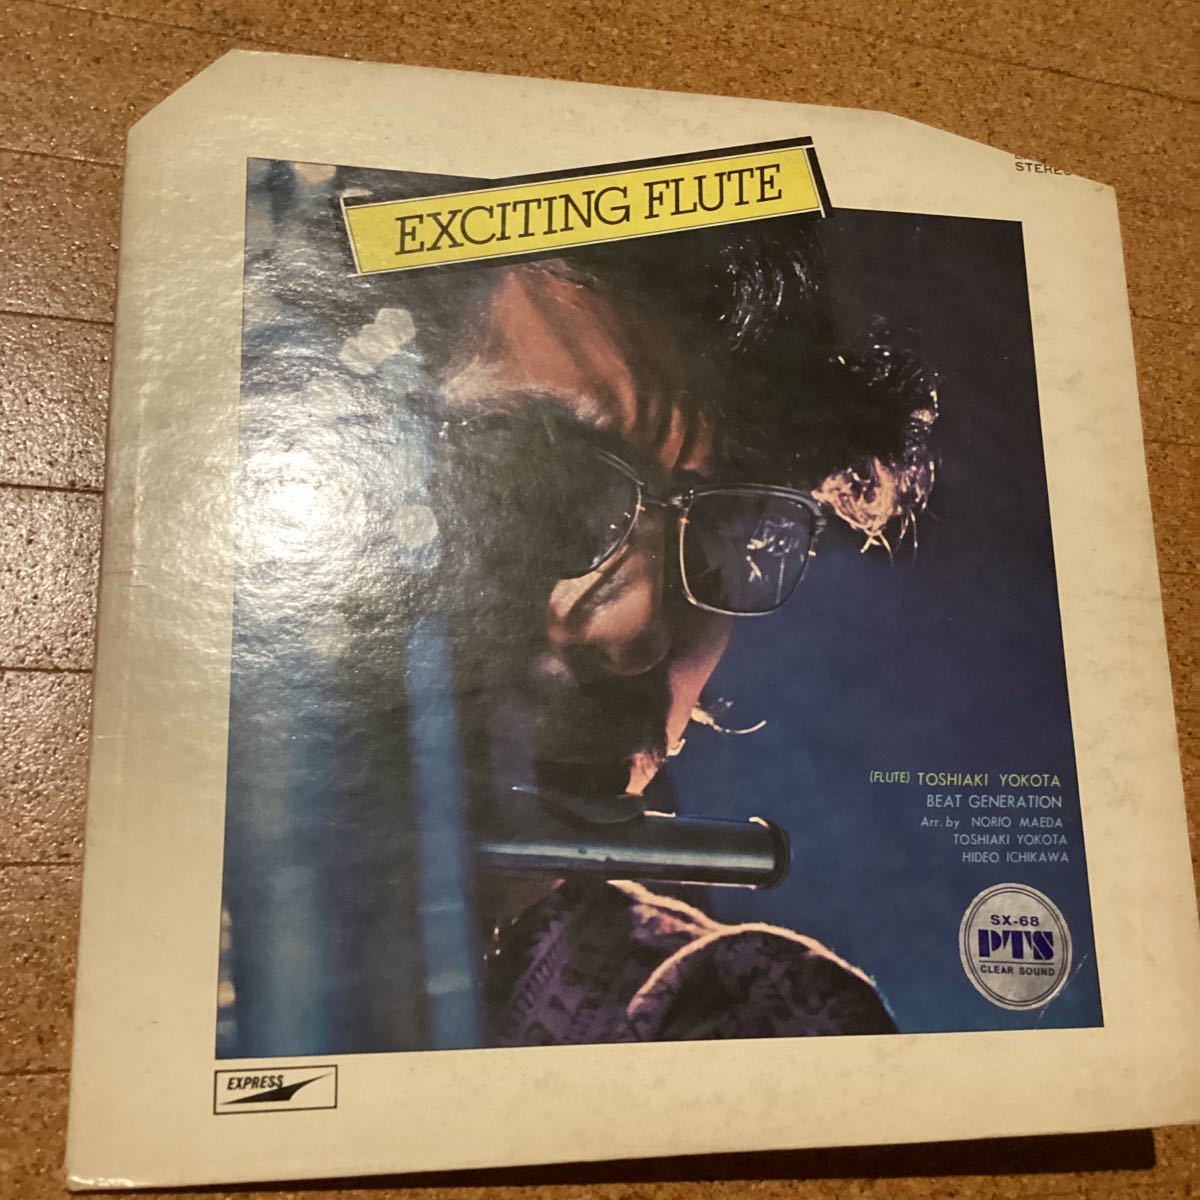 STEREO
EXCITING FLUTE
(FLUTE) TOSHIAKI YOKOTA
BEAT GENERATION
Arr. by NORIO MAEDA
TOSHIAKI YOKOTA
HIDEO ICHIKAWA
SX-68
PTS
CLEAR SOUND
EXPRESS